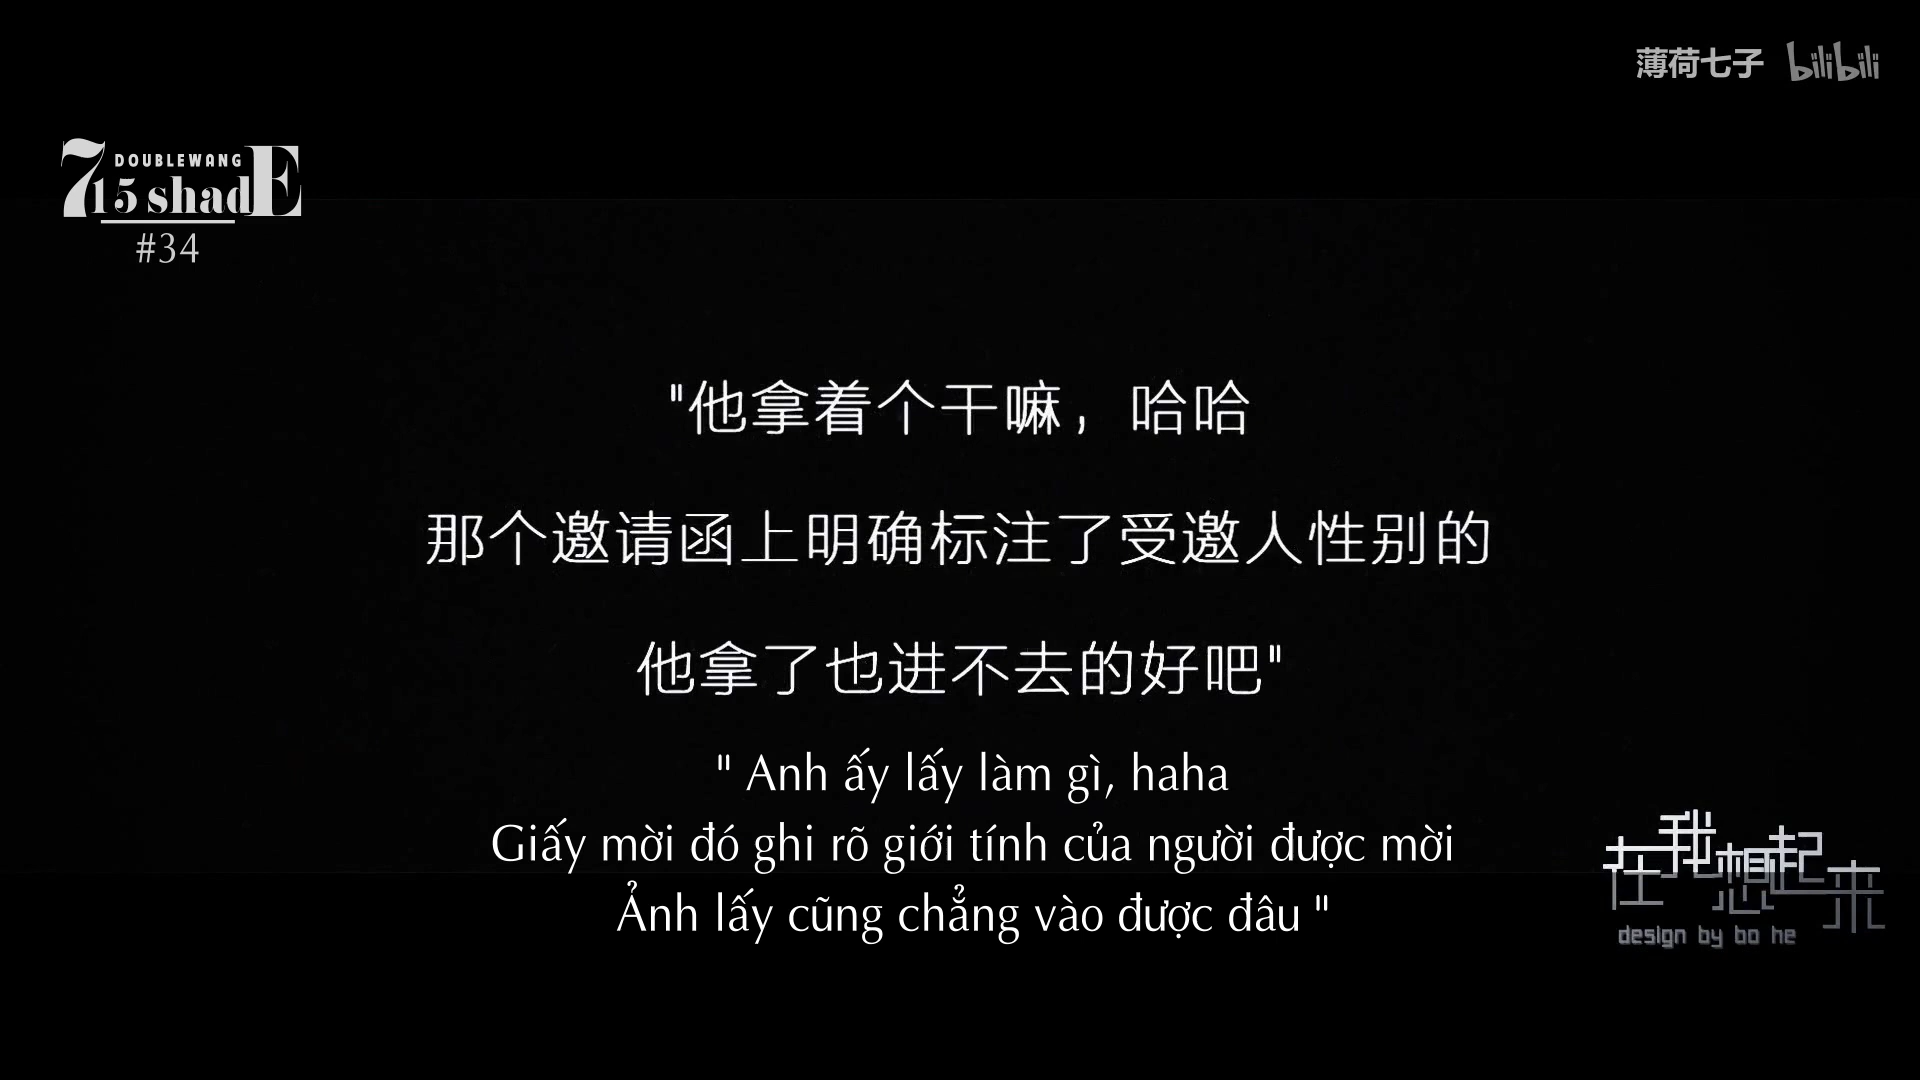 薄荷七子 bilibili
DOUBLEWANG
715 shadE
#34
"他拿着个干嘛，哈哈
那个邀请函上明确标注了受邀人性别的
他拿了也进不去的好吧"
" Anh ấy lấy làm gì, haha
Giấy mời đó ghi rõ giới tính của người được mời
Ảnh lấy cũng chẳng vào được đâu "
在我想起来
design by bo he